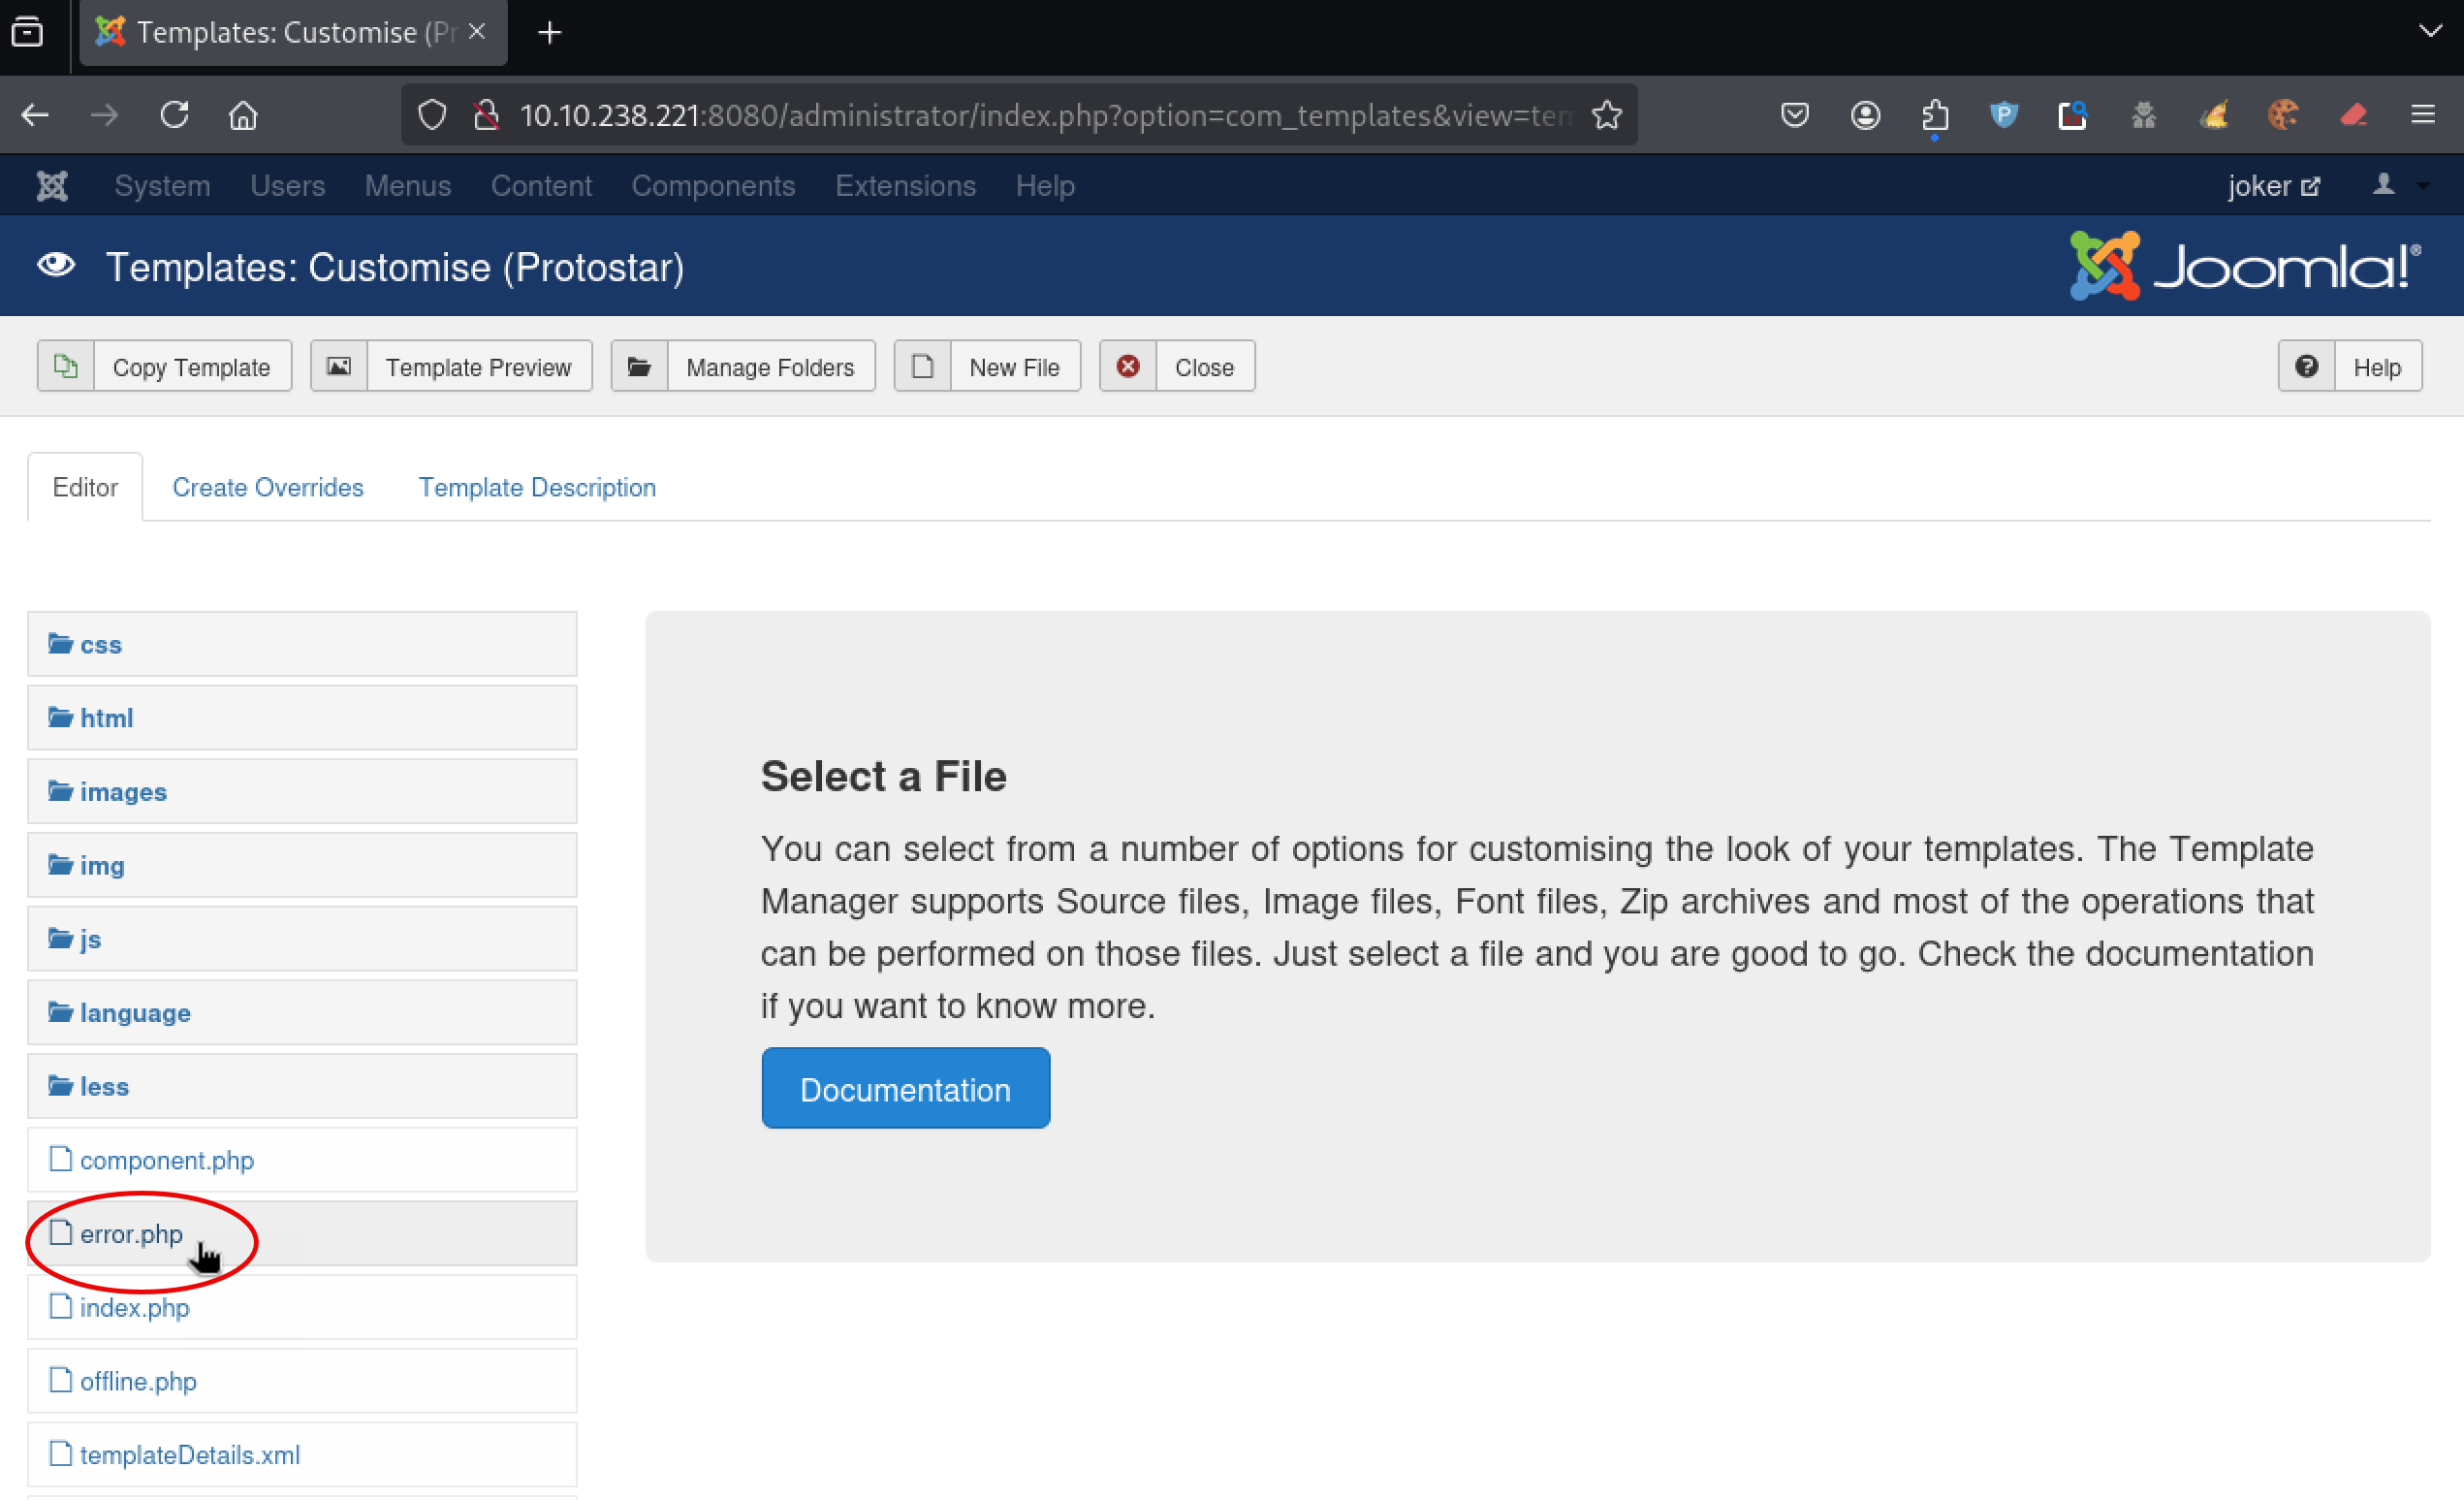 Templates: Customise (Pr
10.10.238.221:8080/administrator/index.php?option=com_templates&view=tem
System Users Menus Content Components Extensions Help joker
Templates: Customise (Protostar) Joomla!®
Copy Template Template Preview Manage Folders New File Close Help
Editor Create Overrides Template Description
css
html
images
img
js
language
less
component.php
error.php
index.php
offline.php
templateDetails.xml
Select a File
You can select from a number of options for customising the look of your templates. The Template
Manager supports Source files, Image files, Font files, Zip archives and most of the operations that
can be performed on those files. Just select a file and you are good to go. Check the documentation
if you want to know more.
Documentation